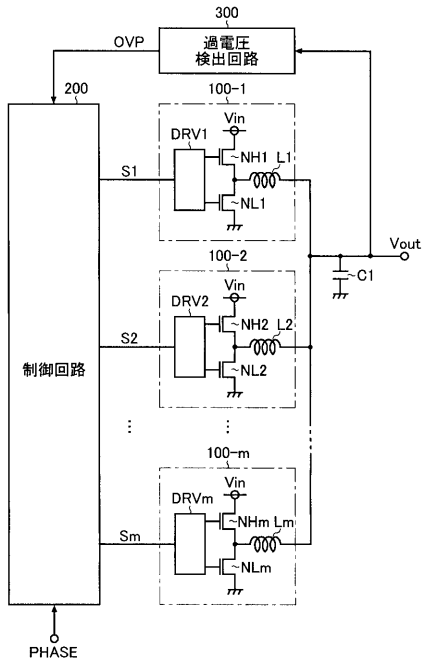 300
OVP
過電圧
検出回路
200
制御回路
100-1
Vin
DRV1
NH1
L1
S1
NL1
Vout
C1
100-2
Vin
DRV2
NH2
L2
S2
NL2
⋮
⋮
100-m
Vin
DRVm
NHm
Lm
Sm
NLm
PHASE